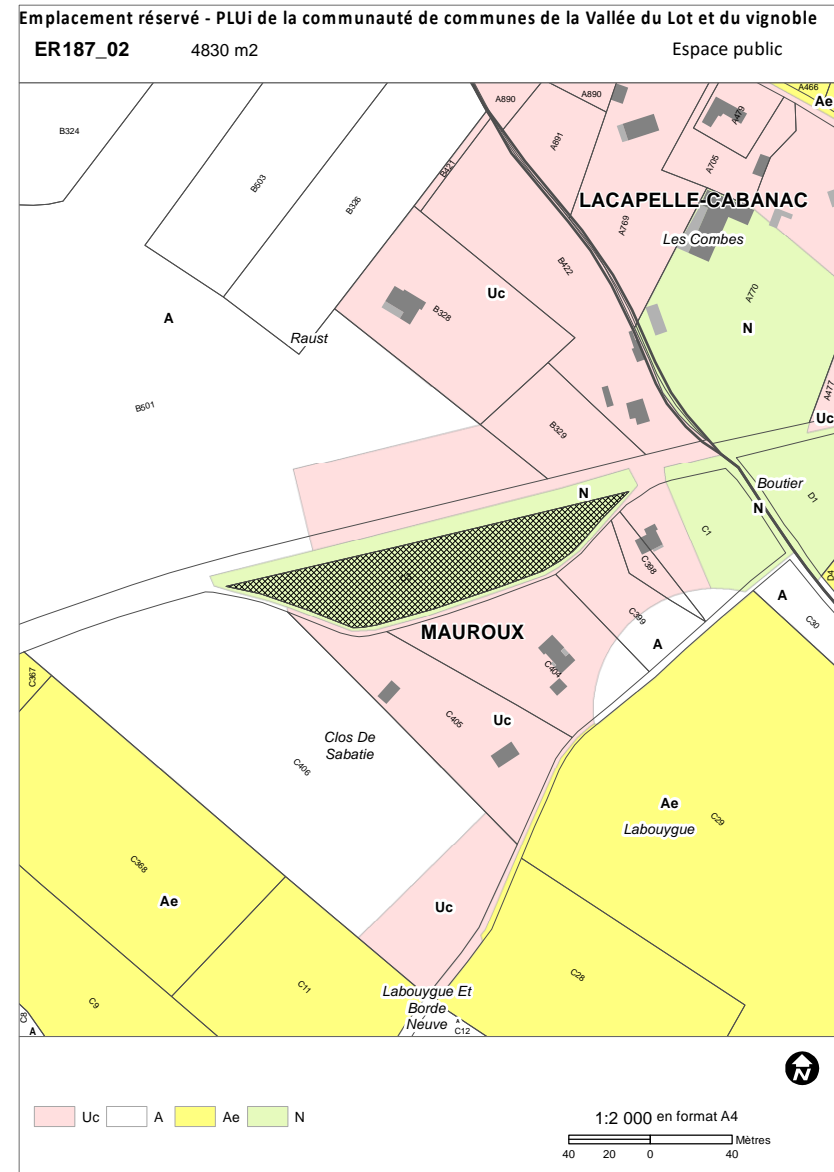 Emplacement réservé - PLUi de la communauté de communes de la Vallée du Lot et du vignoble
ER187_02 4830 m2 Espace public
A466
A890
A890
Ae
B324
A479
A891
A705
B421
B503
B326
LACAPELLE-CABANAC
A769
Les Combes
B422
Uc
A770
B328
A
N
Raust
A477
B501
Uc
B329
Boutier
N
D1
N
C1
C398
D4
A
C399
C30
MAUROUX
A
C367
C404
C405
Uc
Clos De
Sabatie
C406
Ae
C29
Labouygue
C368
Ae
Uc
C28
C11
Labouygue Et
Borde
Neuve
C9
C8
A
A
C12
N
Uc A Ae N
1:2 000 en format A4
Mètres
40 20 0 40